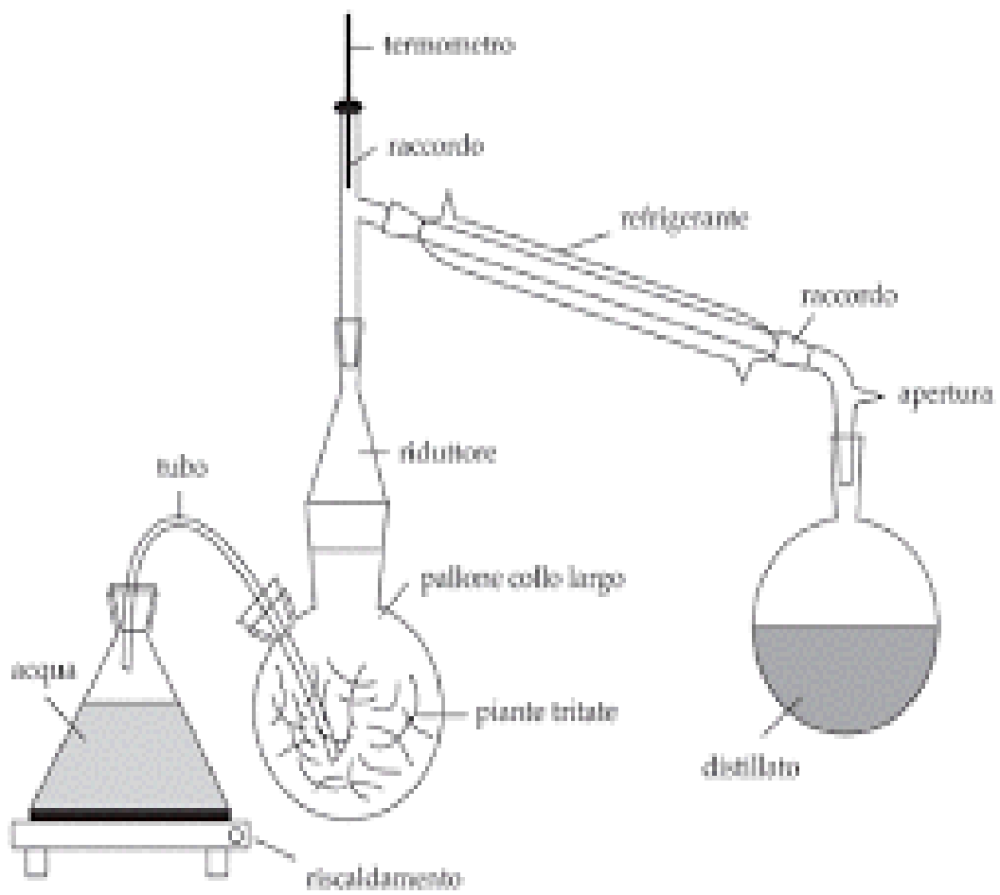 termometro
raccordo
refrigerante
raccordo
apertura
riduttore
tubo
pallone collo largo
acqua
piante tritate
distillato
riscaldamento